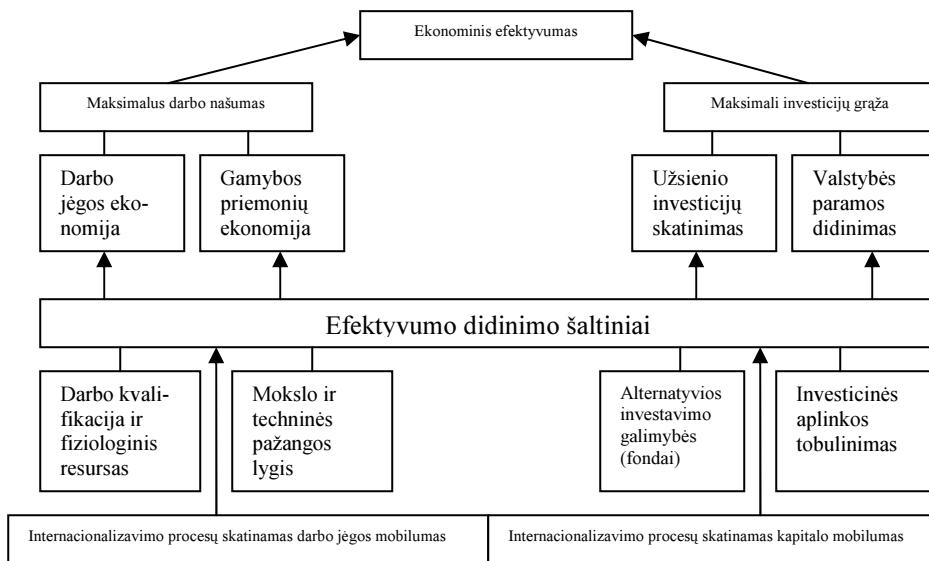 Ekonominis efektyvumas
Maksimalus darbo našumas
Maksimali investicijų grąža
Darbo
jėgos eko-
nomija
Gamybos
priemonių
ekonomija
Užsienio
investicijų
skatinimas
Valstybės
paramos
didinimas
Efektyvumo didinimo šaltiniai
Darbo kvali-
fikacija ir
fiziologinis
resursas
Mokslo ir
techninės
pažangos
lygis
Alternatyvios
investavimo
galimybės
(fondai)
Investicinės
aplinkos
tobulinimas
Internacionalizavimo procesų skatinamas darbo jėgos mobilumas
Internacionalizavimo procesų skatinamas kapitalo mobilumas